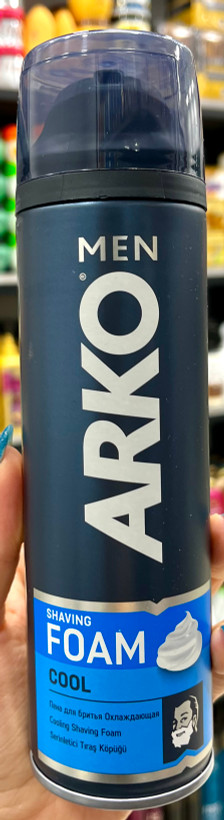 MEN
ARKO®
SHAVING
FOAM
COOL
Пена для бритья Охлаждающая
Cooling Shaving Foam
Serinletici Tıraş Köpüğü